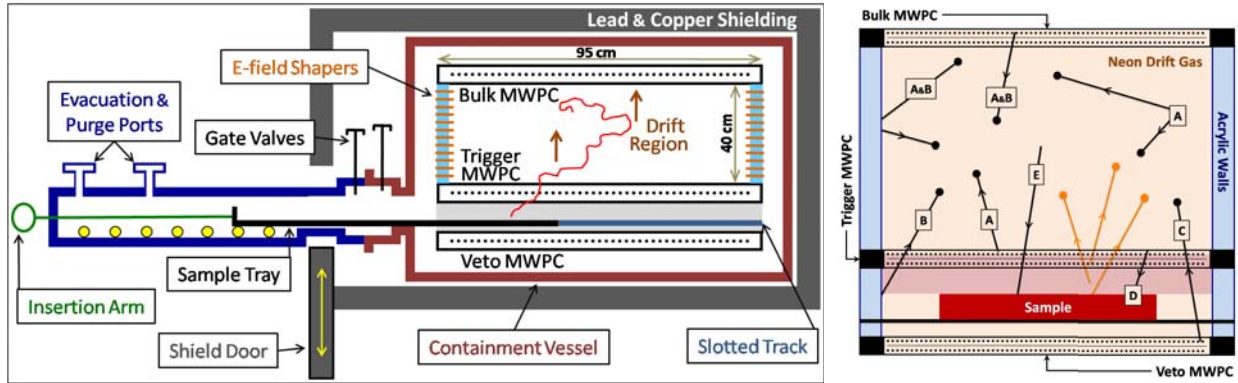 Lead & Copper Shielding
95 cm
E-field Shapers
Bulk MWPC
Evacuation &
Purge Ports
Gate Valves
Drift
Region
40 cm
Trigger
MWPC
Sample Tray
Veto MWPC
Insertion Arm
Shield Door
Containment Vessel
Slotted Track
Bulk MWPC
Neon Drift Gas
A&B
A&B
A
Acrylic Walls
Trigger MWPC
E
B
A
C
D
Sample
Veto MWPC